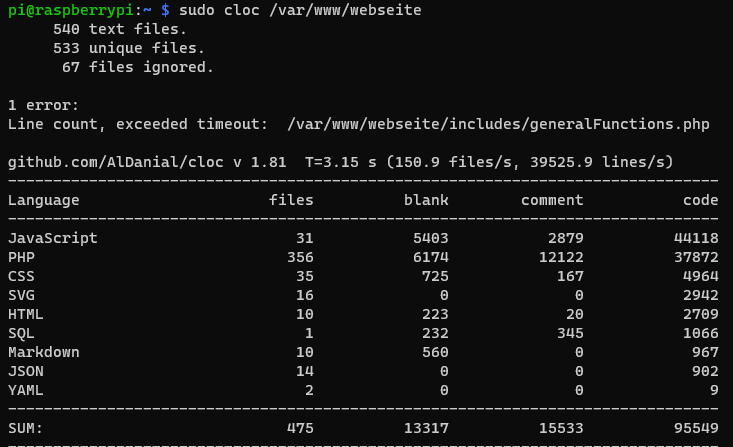 pi@raspberrypi:~ $ sudo cloc /var/www/webseite
     540 text files.
     533 unique files.
      67 files ignored.

1 error:
Line count, exceeded timeout:  /var/www/webseite/includes/generalFunctions.php

github.com/AlDanial/cloc v 1.81  T=3.15 s (150.9 files/s, 39525.9 lines/s)
-------------------------------------------------------------------------------
Language                     files          blank        comment           code
-------------------------------------------------------------------------------
JavaScript                      31           5403           2879          44118
PHP                            356           6174          12122          37872
CSS                             35            725            167           4964
SVG                             16              0              0           2942
HTML                            10            223             20           2709
SQL                              1            232            345           1066
Markdown                        10            560              0            967
JSON                            14              0              0            902
YAML                             2              0              0              9
-------------------------------------------------------------------------------
SUM:                           475          13317          15533          95549
-------------------------------------------------------------------------------